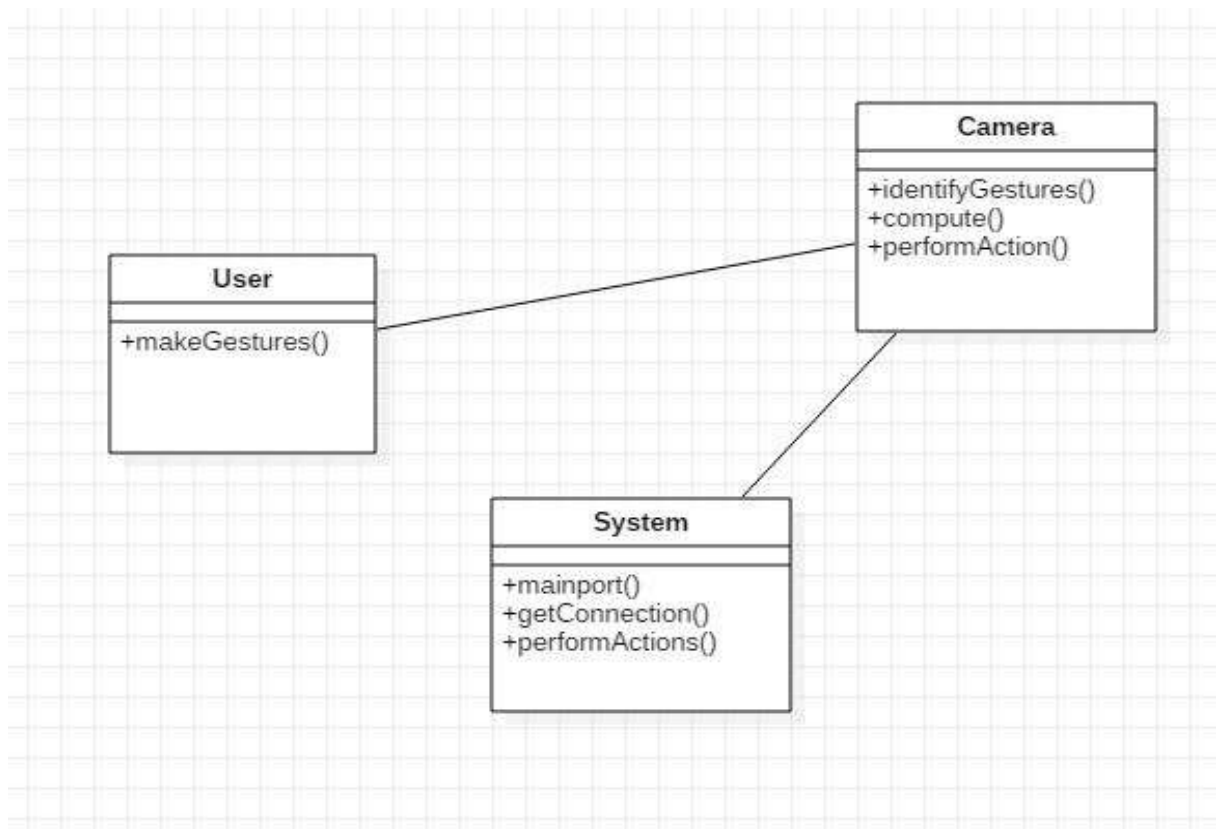 Camera
+identifyGestures()
+compute()
+performAction()
User
+makeGestures()
System
+mainport()
+getConnection()
+performActions()